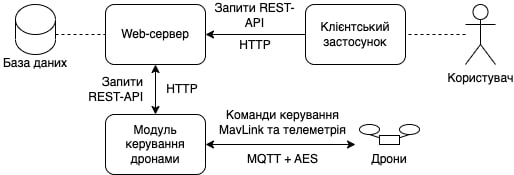 База даних
Web-сервер
Запити REST-
API
HTTP
Клієнтський
застосунок
Користувач
Запити
REST-API
HTTP
Модуль
керування
дронами
Команди керування
MavLink та телеметрія
MQTT + AES
Дрони